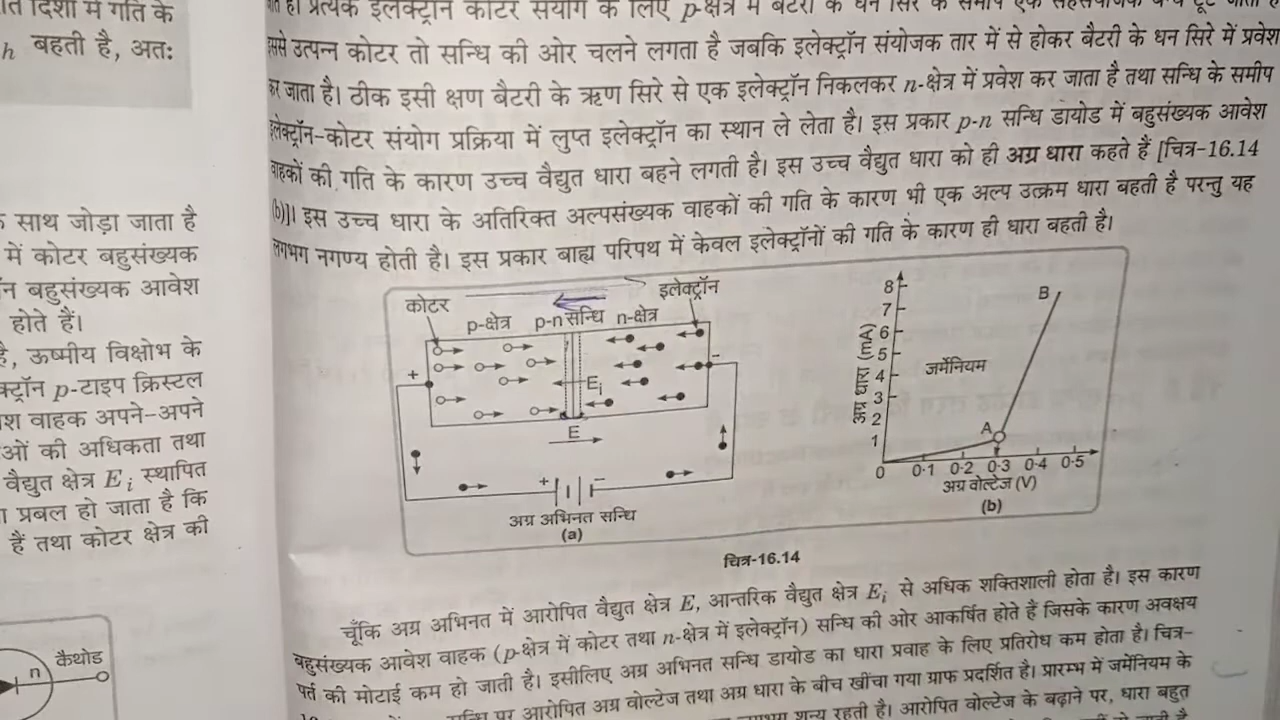 दिशा में गति के
h बहती है, अतः
साथ जोड़ा जाता है
में कोटर बहुसंख्यक
बहुसंख्यक आवेश
होते हैं।
ऊष्मीय विक्षोभ के
p-टाइप क्रिस्टल
वाहक अपने-अपने
की अधिकता तथा
वैद्युत क्षेत्र Ei स्थापित
प्रबल हो जाता है कि
हैं तथा कोटर क्षेत्र की
n
कैथोड
प्रत्येक इलेक्ट्रॉन कोटर संयोग के लिए p-क्षेत्र में बैटरी के धन सिरे के समीप एक
इससे उत्पन्न कोटर तो सन्धि की ओर चलने लगता है जबकि इलेक्ट्रॉन संयोजक तार में से होकर बैटरी के धन सिरे में प्रवेश
कर जाता है। ठीक इसी क्षण बैटरी के ऋण सिरे से एक इलेक्ट्रॉन निकलकर n-क्षेत्र में प्रवेश कर जाता है तथा सन्धि के समीप
इलेक्ट्रॉन-कोटर संयोग प्रक्रिया में लुप्त इलेक्ट्रॉन का स्थान ले लेता है। इस प्रकार p-n सन्धि डायोड में बहुसंख्यक आवेश
वाहकों की गति के कारण उच्च वैद्युत धारा बहने लगती है। इस उच्च वैद्युत धारा को ही अग्र धारा कहते हैं [चित्र-16.14
(b)]। इस उच्च धारा के अतिरिक्त अल्पसंख्यक वाहकों की गति के कारण भी एक अल्प उत्क्रम धारा बहती है परन्तु यह
लगभग नगण्य होती है। इस प्रकार बाह्य परिपथ में केवल इलेक्ट्रॉनों की गति के कारण ही धारा बहती है।
कोटर
इलेक्ट्रॉन
p-क्षेत्र p-n सन्धि n-क्षेत्र
+ -
Ei
E
+ −
अग्र अभिनत सन्धि
(a)
8
7
6
5
4
3
2
1
0 0·1 0·2 0·3 0·4 0·5
B
जर्मेनियम
A
अग्र वोल्टेज (V)
(b)
चित्र-16.14
चूँकि अग्र अभिनत में आरोपित वैद्युत क्षेत्र E, आन्तरिक वैद्युत क्षेत्र Ei से अधिक शक्तिशाली होता है। इस कारण
बहुसंख्यक आवेश वाहक (p-क्षेत्र में कोटर तथा n-क्षेत्र में इलेक्ट्रॉन) सन्धि की ओर आकर्षित होते हैं जिसके कारण अवक्षय
पर्त की मोटाई कम हो जाती है। इसीलिए अग्र अभिनत सन्धि डायोड का धारा प्रवाह के लिए प्रतिरोध कम होता है। चित्र-
सन्धि पर आरोपित अग्र वोल्टेज तथा अग्र धारा के बीच खींचा गया ग्राफ प्रदर्शित है। प्रारम्भ में जर्मेनियम के
शून्य रहती है। आरोपित वोल्टेज के बढ़ाने पर, धारा बहुत